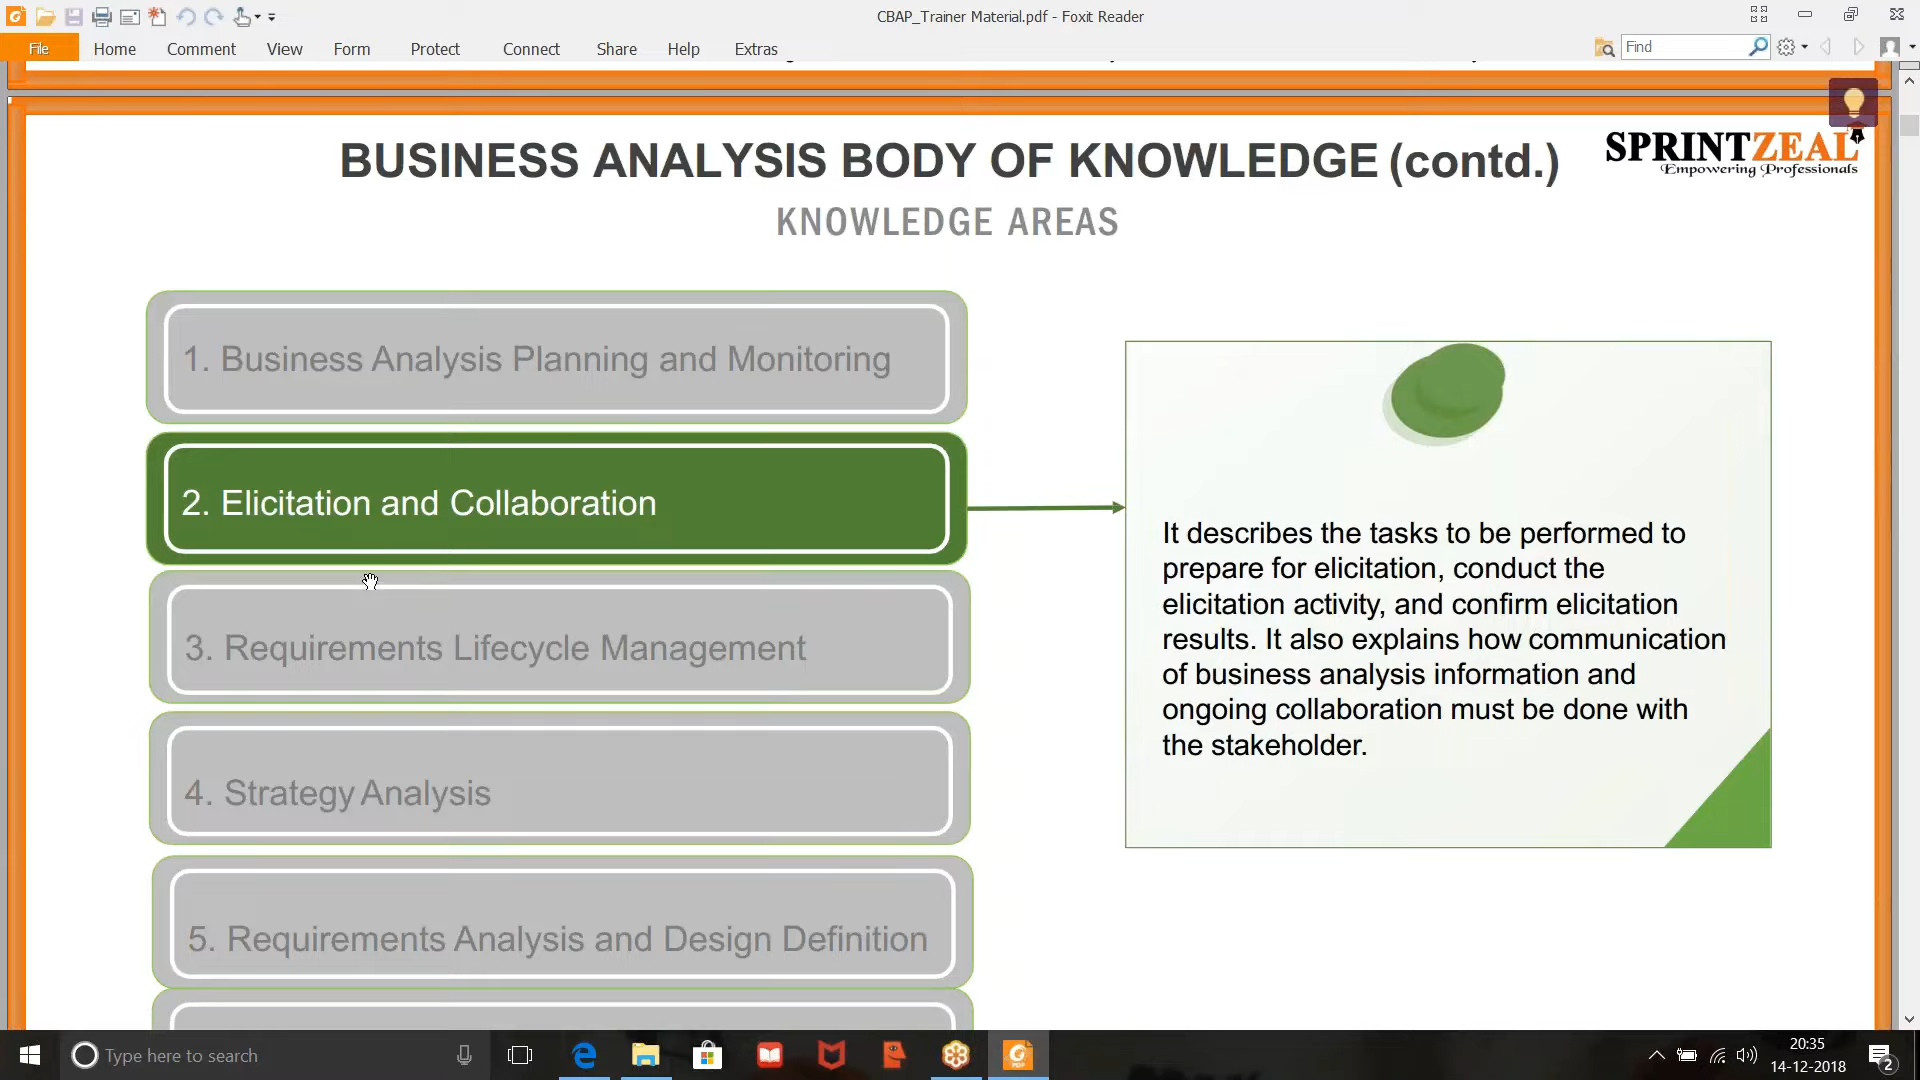 CBAP_Trainer Material.pdf - Foxit Reader
File Home Comment View Form Protect Connect Share Help Extras
Find
BUSINESS ANALYSIS BODY OF KNOWLEDGE (contd.)
SPRINTZEAL
Empowering Professionals
KNOWLEDGE AREAS
1. Business Analysis Planning and Monitoring
2. Elicitation and Collaboration
3. Requirements Lifecycle Management
4. Strategy Analysis
5. Requirements Analysis and Design Definition
It describes the tasks to be performed to
prepare for elicitation, conduct the
elicitation activity, and confirm elicitation
results. It also explains how communication
of business analysis information and
ongoing collaboration must be done with
the stakeholder.
Type here to search
20:35
14-12-2018
2